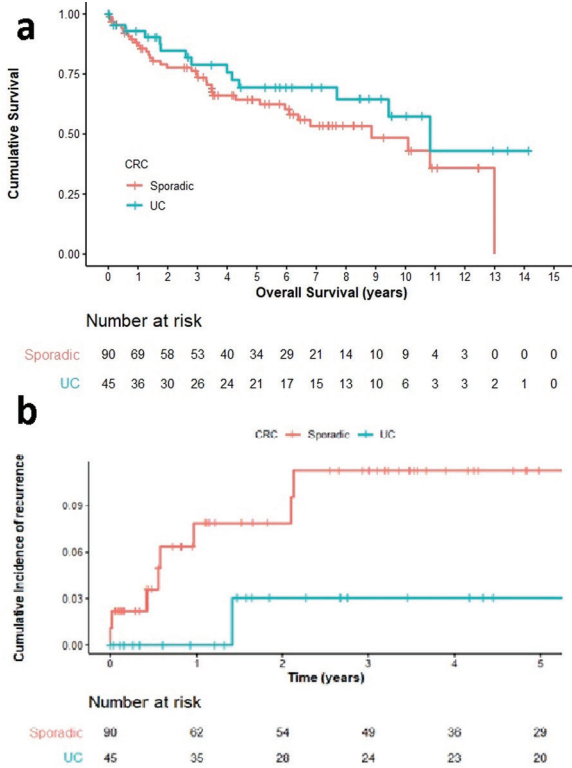 a
Cumulative Survival
1.00
0.75
0.50
0.25
0.00
CRC
Sporadic
UC
0 1 2 3 4 5 6 7 8 9 10 11 12 13 14 15
Overall Survival (years)
Number at risk
Sporadic 90 69 58 53 40 34 29 21 14 10 9 4 3 0 0 0
UC 45 36 30 26 24 21 17 15 13 10 6 3 3 2 1 0
b
CRC Sporadic UC
Cumulative Incidence of recurrence
0.09
0.06
0.03
0.00
0 1 2 3 4 5
Time (years)
Number at risk
Sporadic 90 62 54 49 36 29
UC 45 35 28 24 23 20